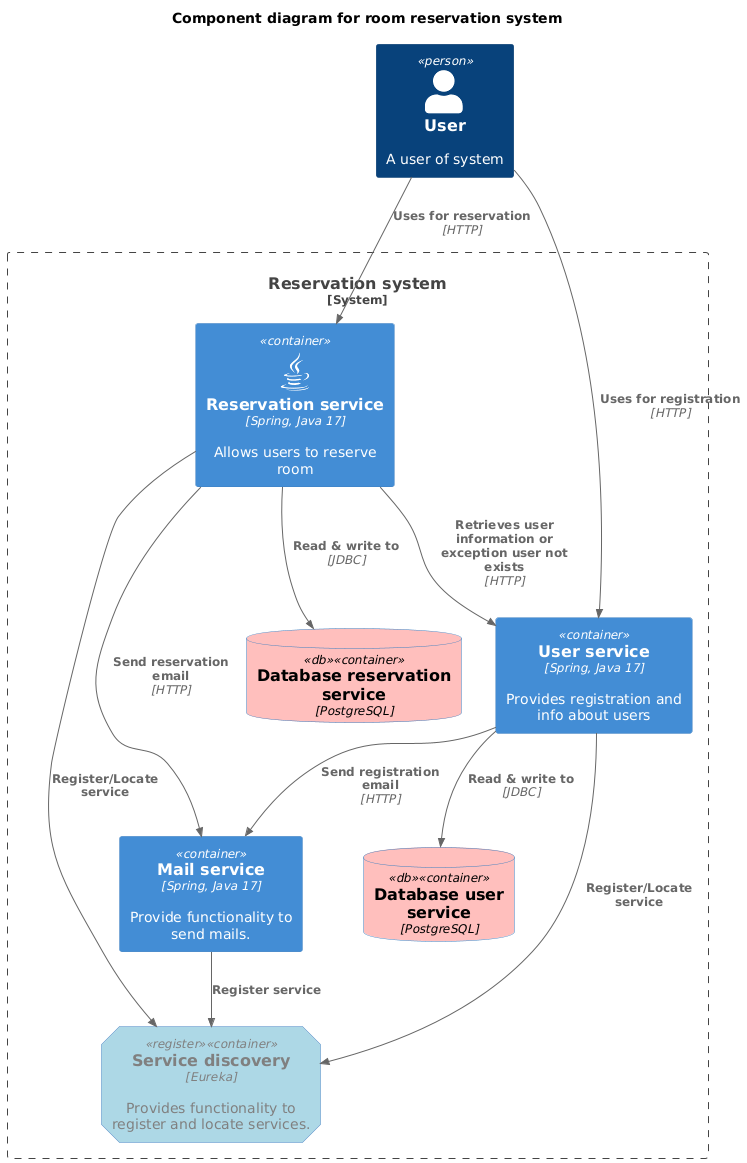 Component diagram for room reservation system
«person»
User
A user of system
Uses for reservation
[HTTP]
Reservation system
[System]
«container»
Reservation service
[Spring, Java 17]
Allows users to reserve
room
Uses for registration
[HTTP]
Read & write to
[JDBC]
Retrieves user
information or
exception user not
exists
[HTTP]
«db»«container»
Database reservation
service
[PostgreSQL]
«container»
User service
[Spring, Java 17]
Provides registration and
info about users
Send reservation
email
[HTTP]
Register/Locate
service
Send registration
email
[HTTP]
Read & write to
[JDBC]
«container»
Mail service
[Spring, Java 17]
Provide functionality to
send mails.
«db»«container»
Database user
service
[PostgreSQL]
Register/Locate
service
Register service
«register»«container»
Service discovery
[Eureka]
Provides functionality to
register and locate services.